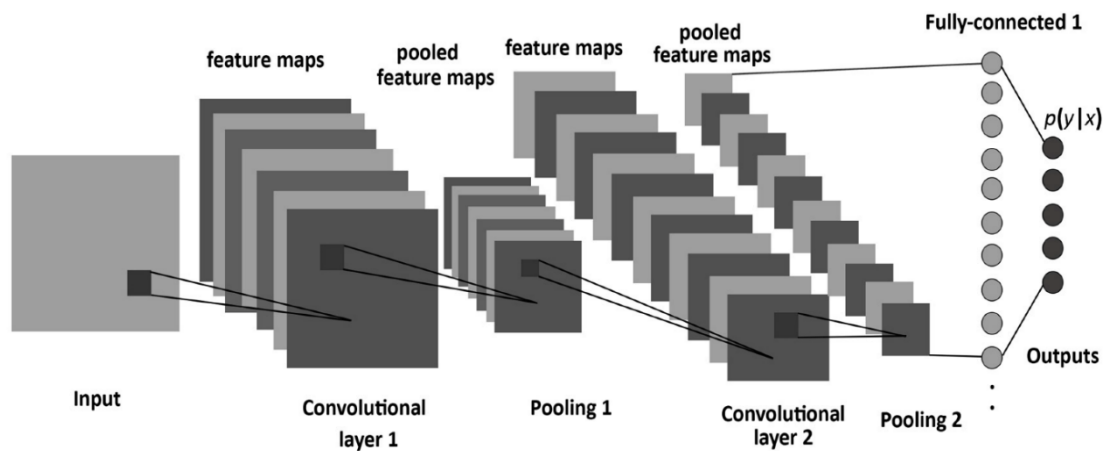 Fully-connected 1
feature maps
pooled
feature maps
feature maps
pooled
feature maps
p(y|x)
Outputs
Input
Convolutional
layer 1
Pooling 1
Convolutional
layer 2
Pooling 2